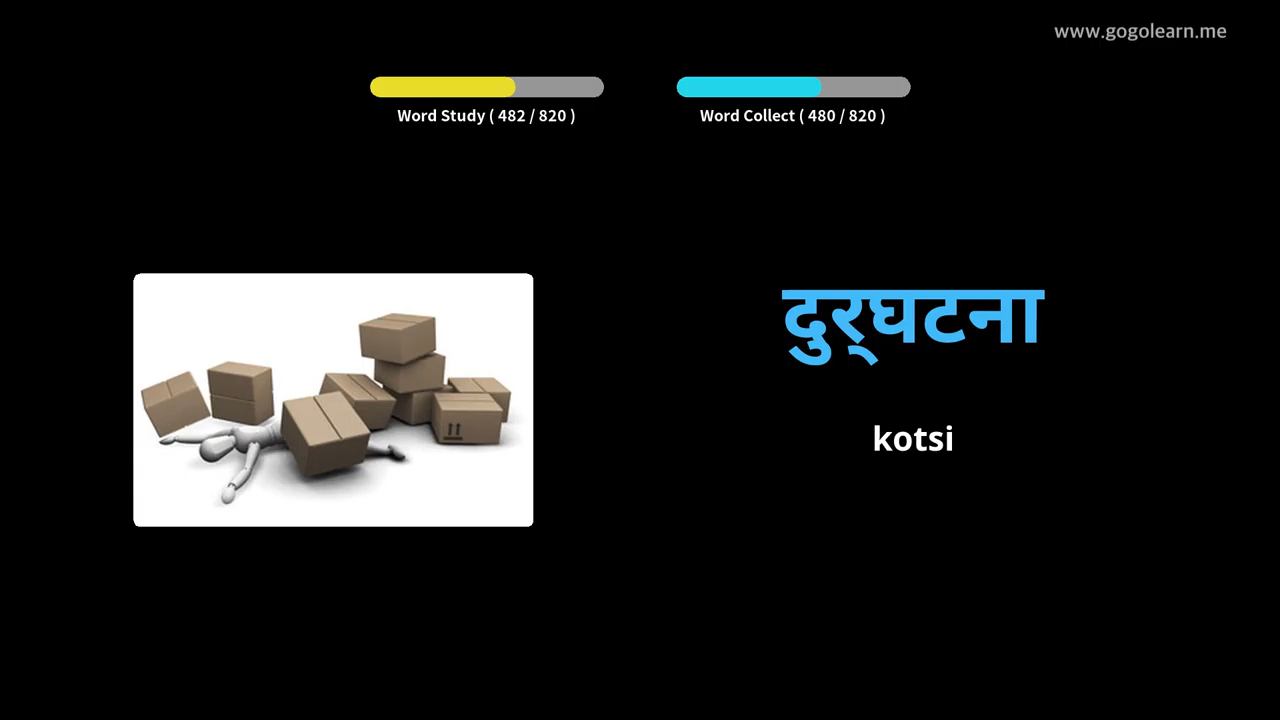 www.gogolearn.me
Word Study ( 482 / 820 )
Word Collect ( 480 / 820 )
दुर्‌घटना
kotsi